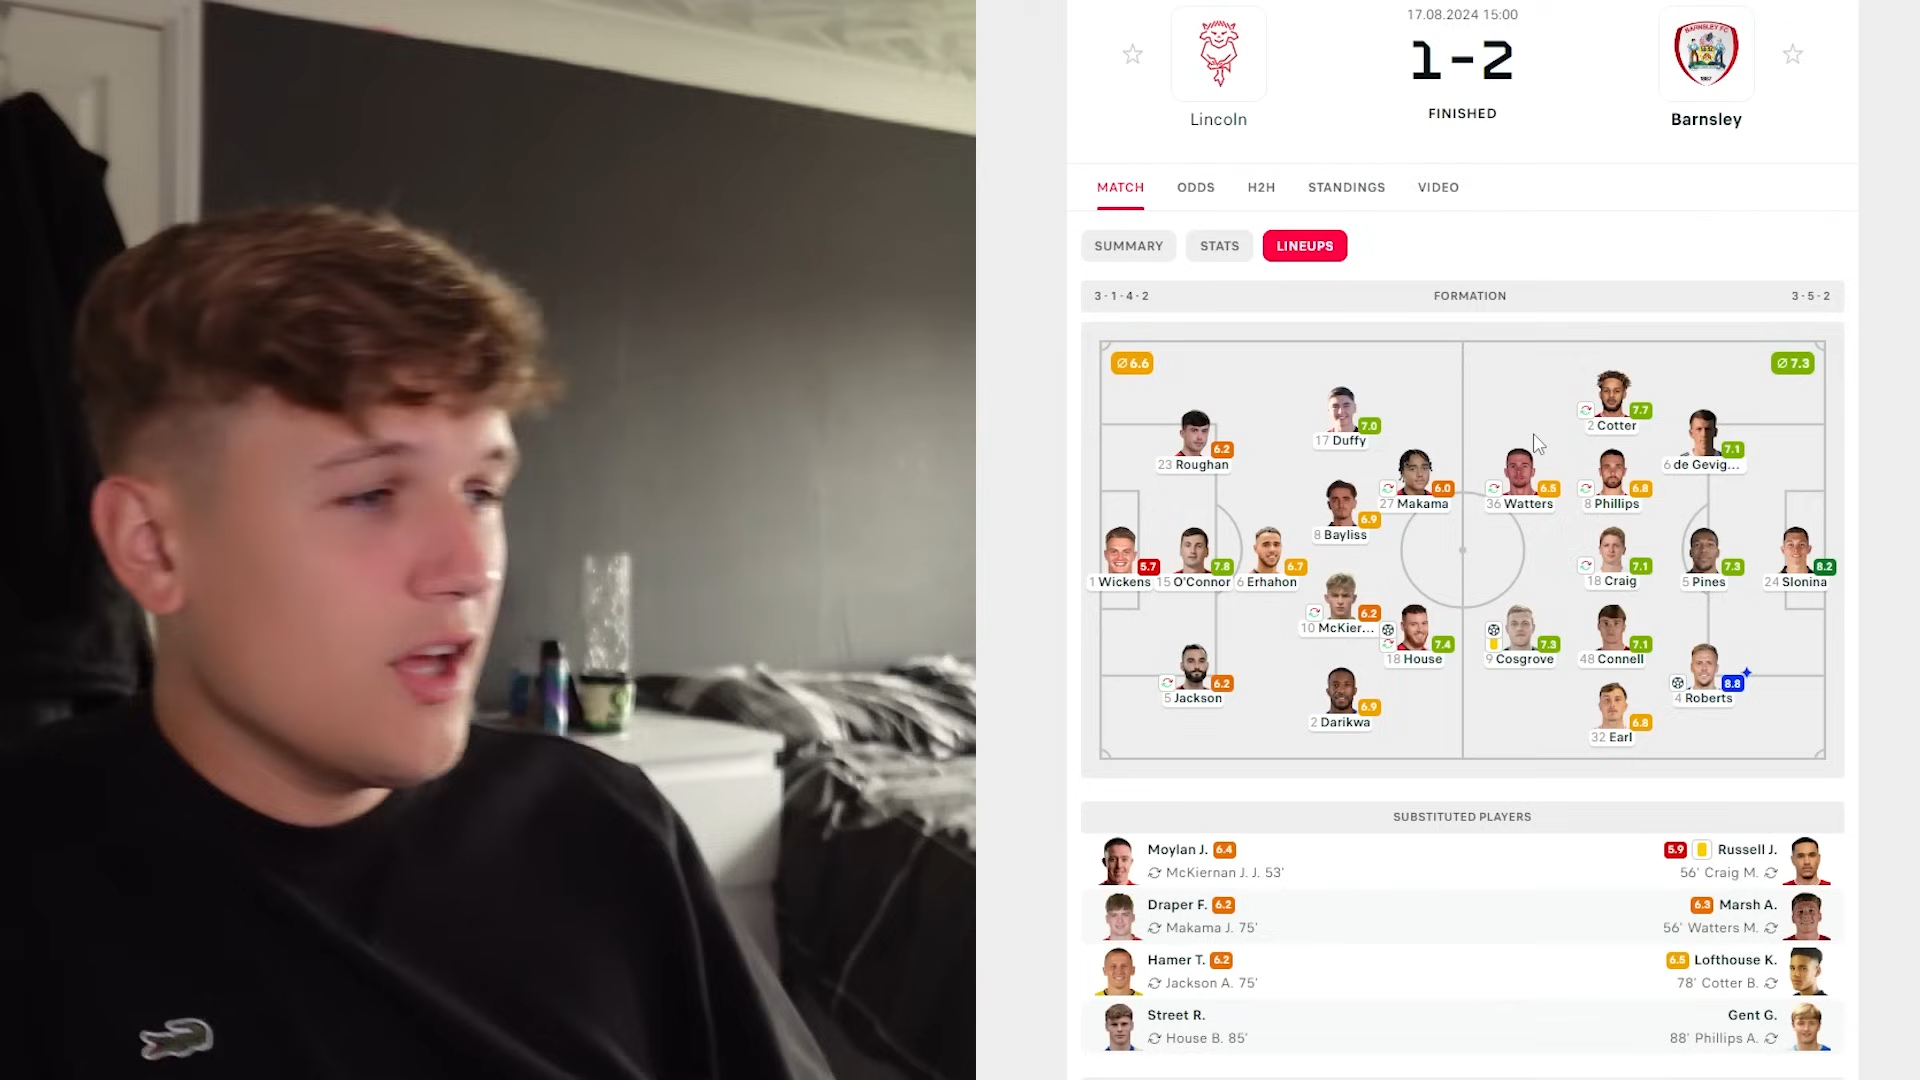 17.08.2024 15:00
1-2
FINISHED
Lincoln
BARNSLEY FC
Barnsley
MATCH ODDS H2H STANDINGS VIDEO
SUMMARY STATS LINEUPS
3 - 1 - 4 - 2 FORMATION 3 - 5 - 2
Ø 6.6
Ø 7.3
7.7
2 Cotter
7.0
17 Duffy
6.2
23 Roughan
7.1
6 de Gevig...
6.0
27 Makama
6.5
36 Watters
6.8
8 Phillips
6.9
8 Bayliss
5.7
1 Wickens
7.8
15 O'Connor
6.7
6 Erhahon
7.1
18 Craig
7.3
5 Pines
8.2
24 Slonina
6.2
10 McKier...
7.4
18 House
7.3
9 Cosgrove
7.1
48 Connell
6.2
5 Jackson
8.8
4 Roberts
6.9
2 Darikwa
6.8
32 Earl
SUBSTITUTED PLAYERS
Moylan J. 6.4
McKiernan J. J. 53'
5.9 Russell J.
56' Craig M.
Draper F. 6.2
Makama J. 75'
6.3 Marsh A.
56' Watters M.
Hamer T. 6.2
Jackson A. 75'
6.5 Lofthouse K.
78' Cotter B.
Street R.
House B. 85'
Gent G.
88' Phillips A.